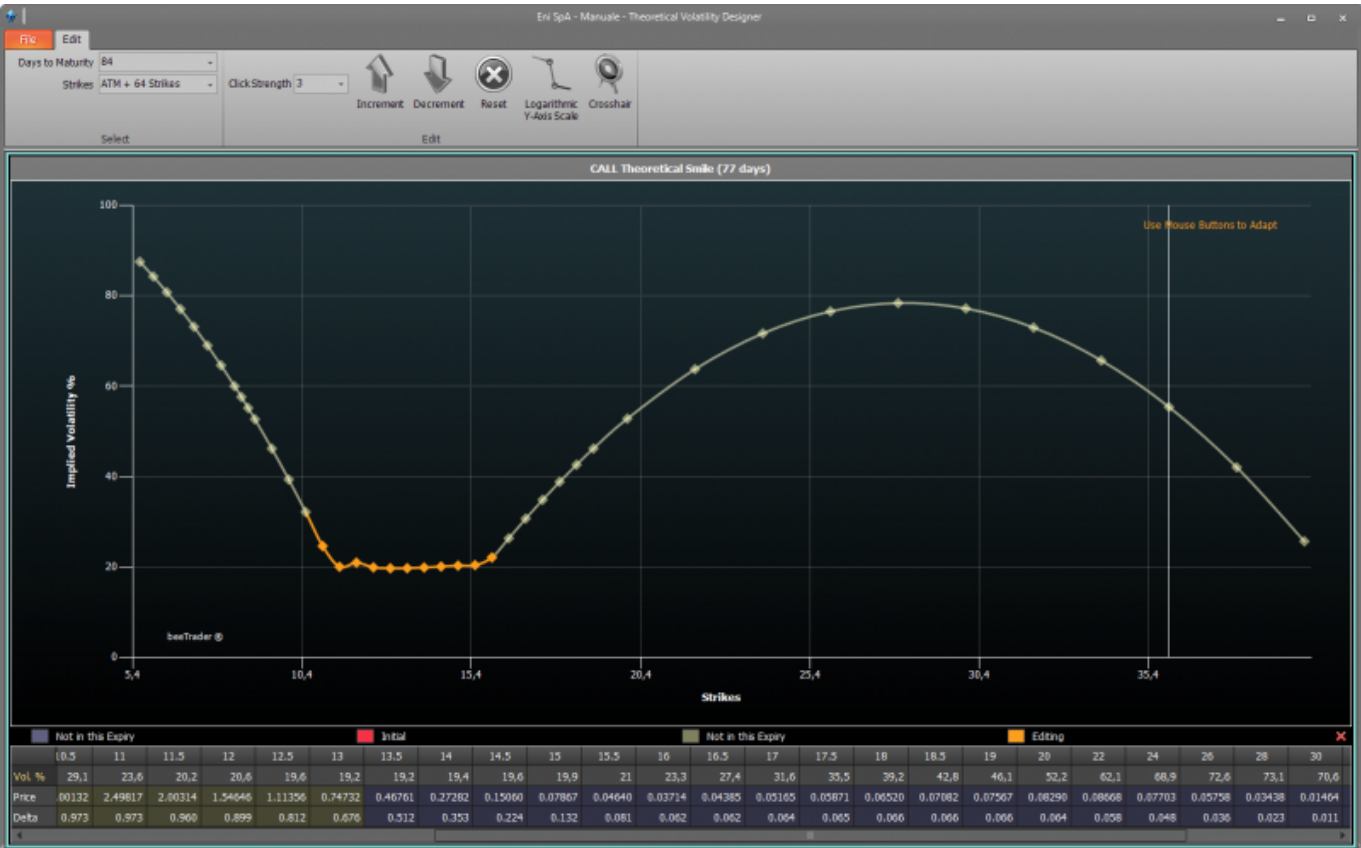 Eni SpA - Manuale - Theoretical Volatility Designer
File Edit
Days to Maturity 84
Strikes ATM + 64 Strikes
ClickStrength 3
Increment Decrement Reset Logarithmic Y-Axis Scale Crosshair
Select Edit
CALL Theoretical Smile (77 days)
Use Mouse Buttons to Adapt
100
80
60
40
20
0
Implied Volatility %
beeTrader ®
5,4 10,4 15,4 20,4 25,4 30,4 35,4
Strikes
Not in this Expiry Initial Not in this Expiry Editing
10.5 11 11.5 12 12.5 13 13.5 14 14.5 15 15.5 16 16.5 17 17.5 18 18.5 19 20 22 24 26 28 30
Vol. % 29,1 23,6 20,2 20,6 19,6 19,2 19,2 19,4 19,6 19,9 21 23,3 27,4 31,6 35,5 39,2 42,8 46,1 52,2 62,1 68,9 72,6 73,1 70,6
Price .00132 2.49817 2.00314 1.54646 1.11356 0.74732 0.46761 0.27282 0.15060 0.07867 0.04640 0.03714 0.04385 0.05165 0.05871 0.06520 0.07082 0.07567 0.08290 0.08668 0.07703 0.05758 0.03438 0.01464
Delta 0.973 0.973 0.960 0.899 0.812 0.676 0.512 0.353 0.224 0.132 0.081 0.062 0.062 0.064 0.065 0.066 0.066 0.066 0.064 0.058 0.048 0.036 0.023 0.011